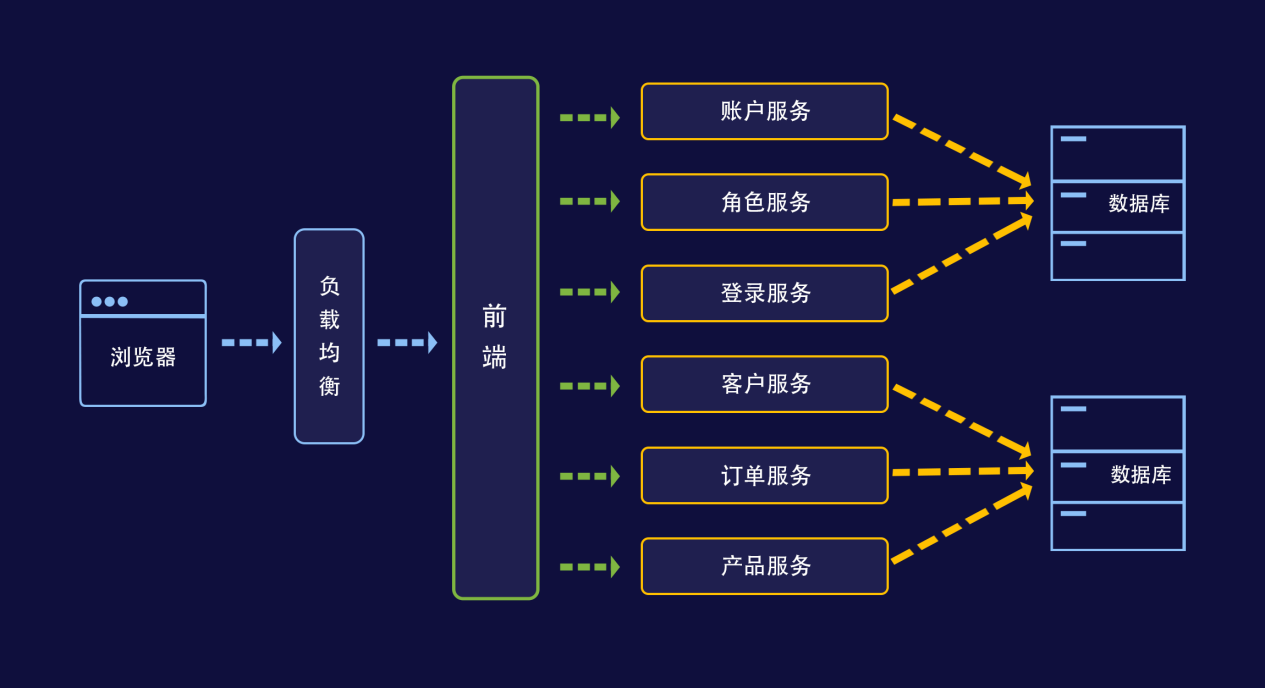 浏览器
负载均衡
前端
账户服务
角色服务
登录服务
客户服务
订单服务
产品服务
数据库
数据库